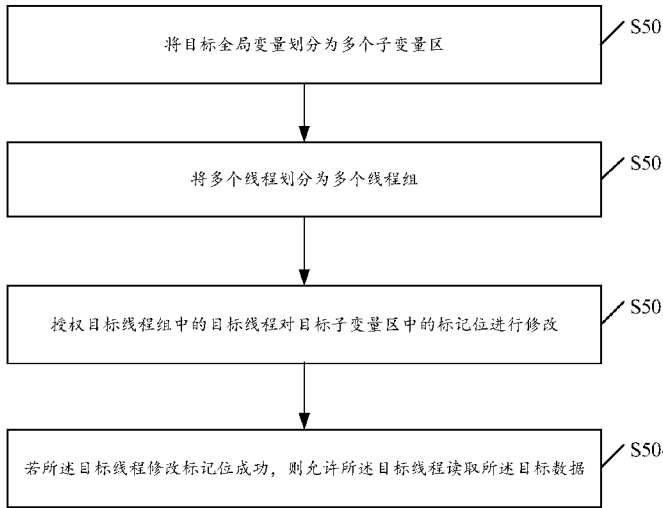 将目标全局变量划分为多个子变量区
S50
将多个线程划分为多个线程组
S50
授权目标线程组中的目标线程对目标子变量区中的标记位进行修改
S50
若所述目标线程修改标记位成功，则允许所述目标线程读取所述目标数据
S50